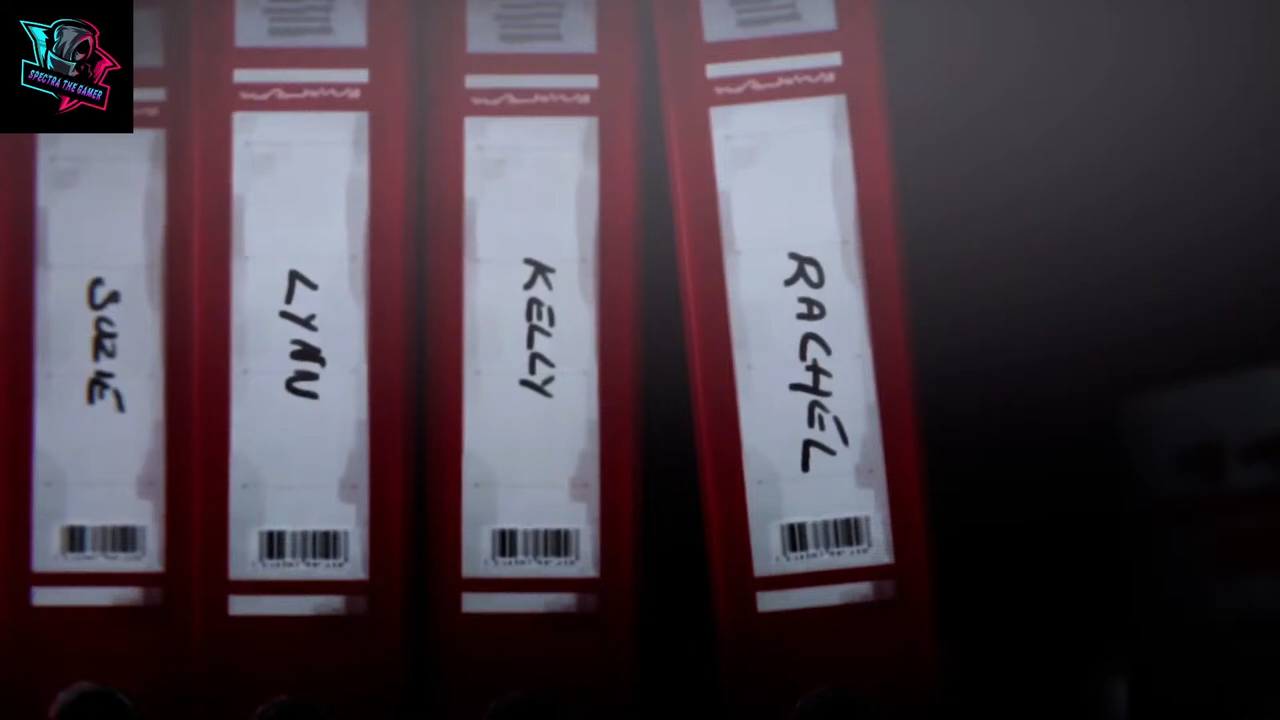 SPECTRA THE GAMER
SUZIE
LYNN
KELLY
RACHEL